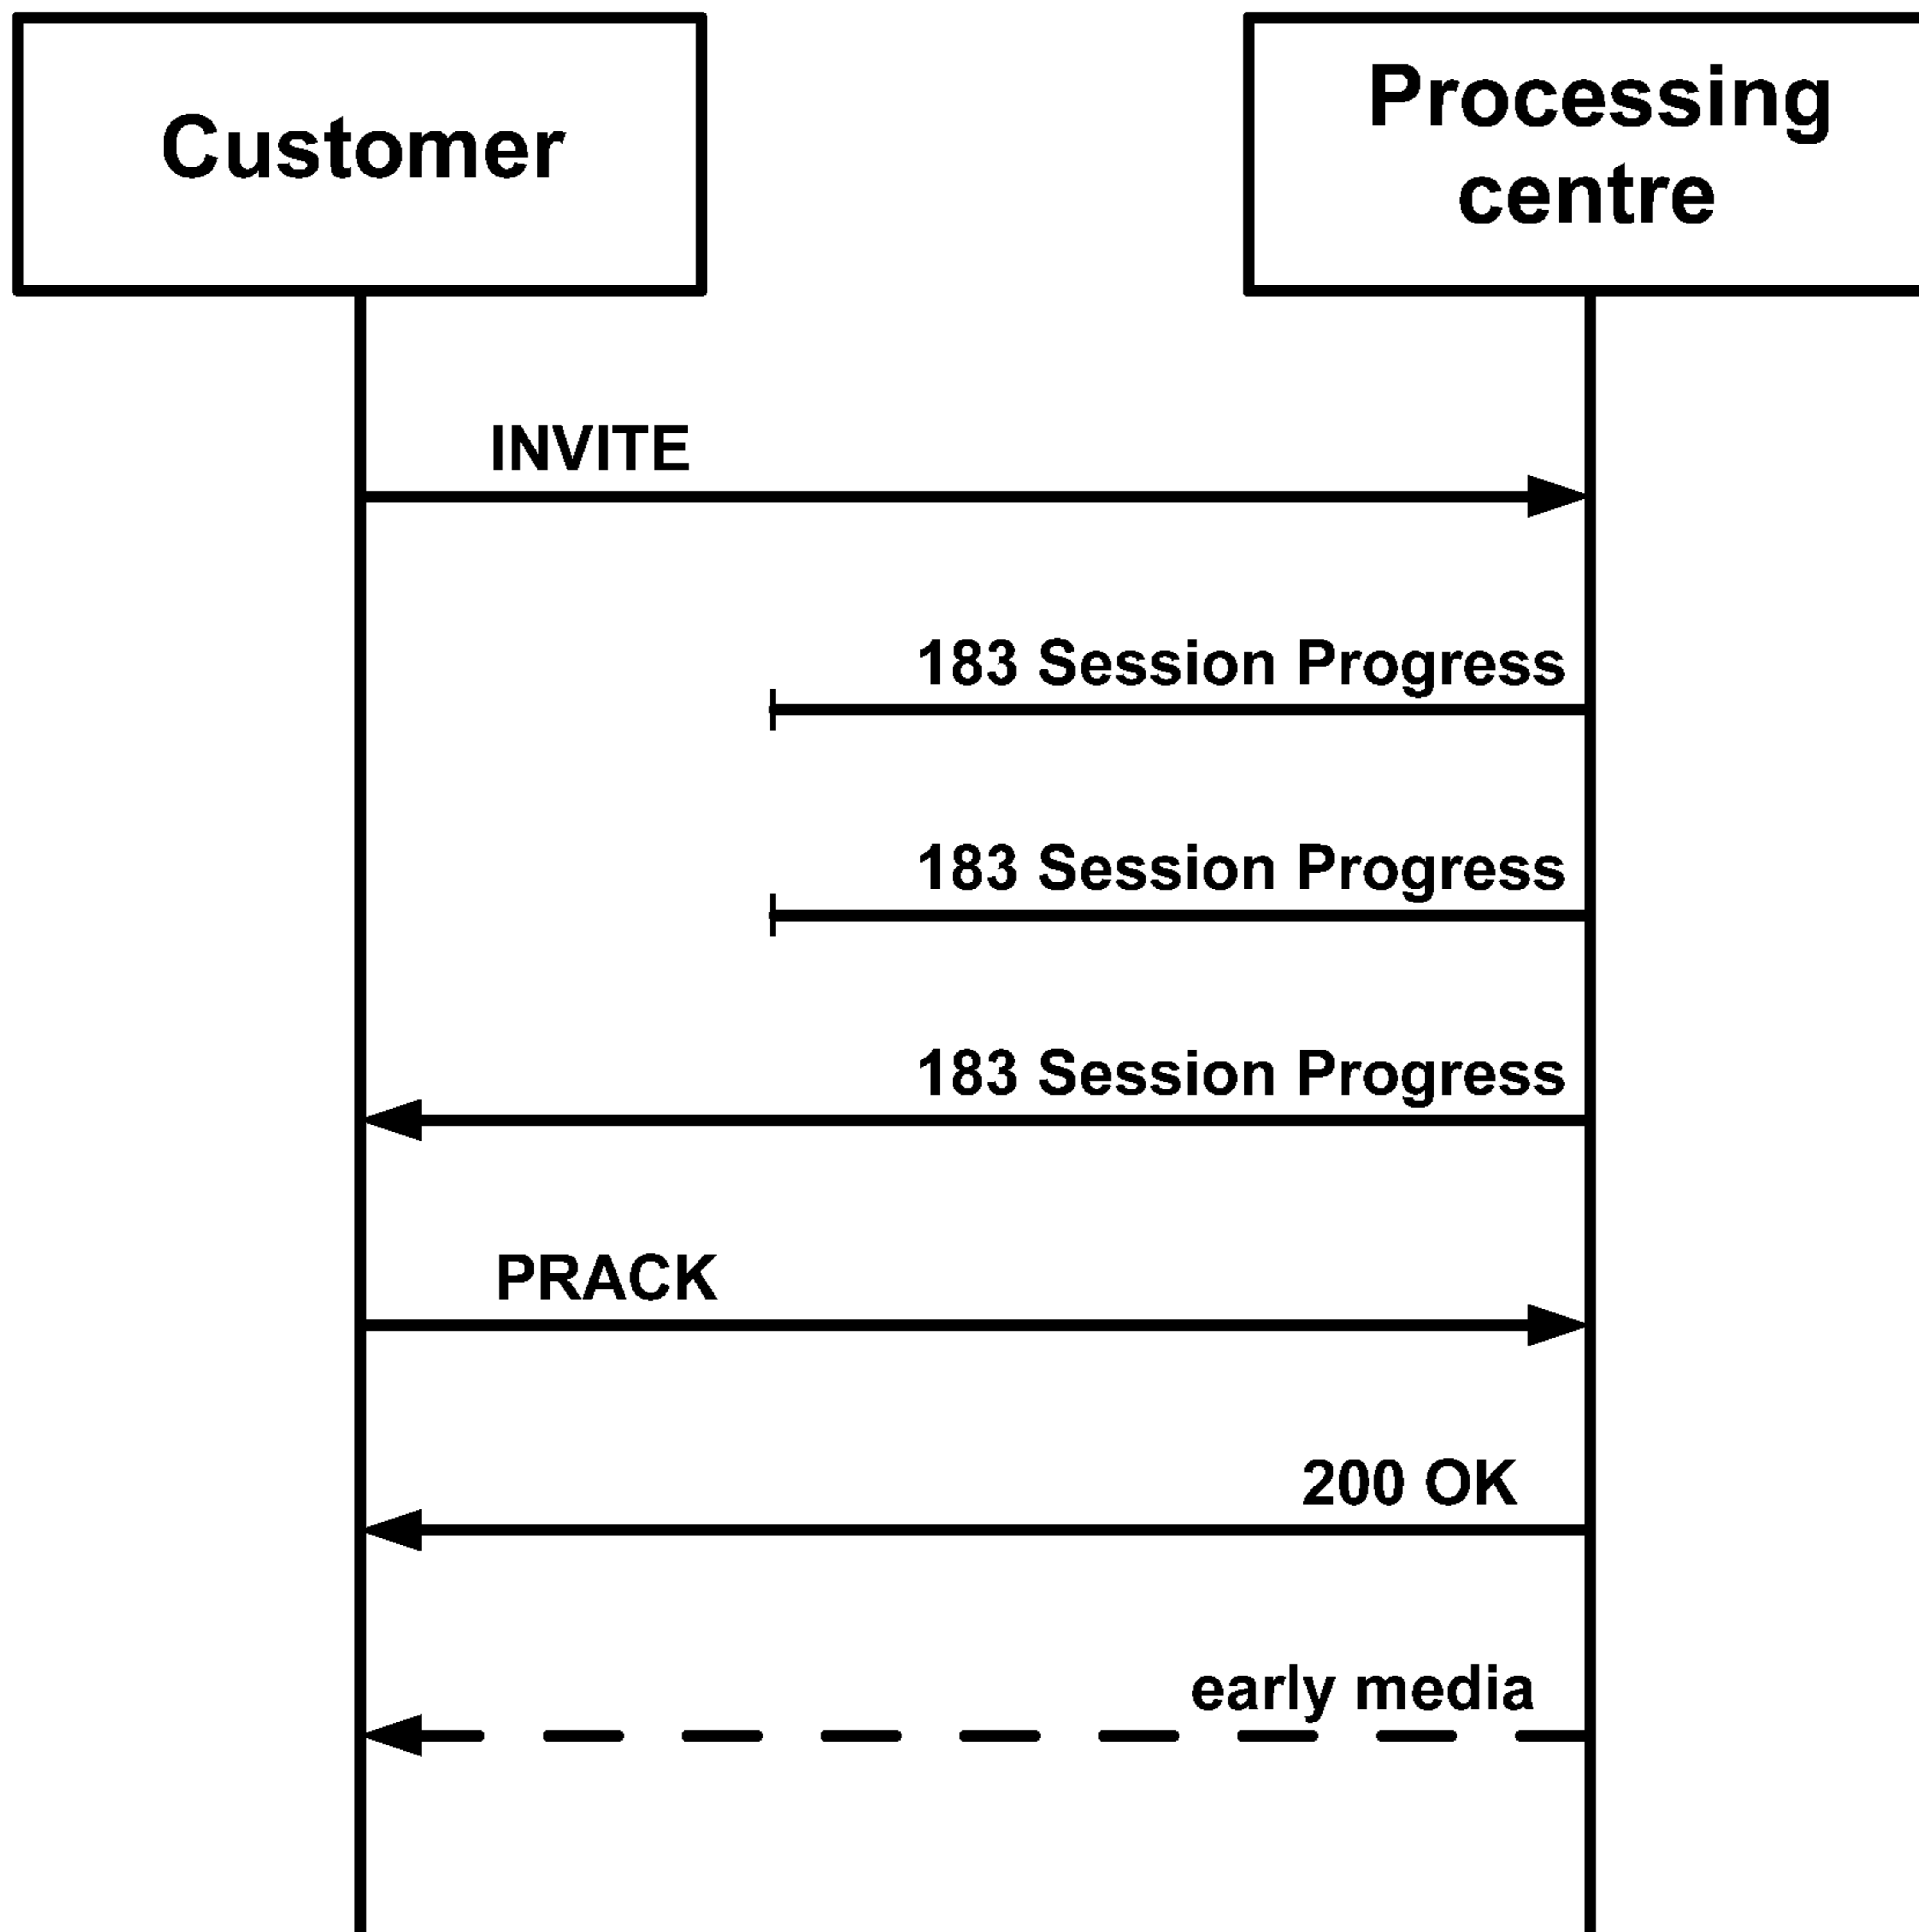 Customer
Processing
centre
INVITE
183 Session Progress
183 Session Progress
183 Session Progress
PRACK
200 OK
early media